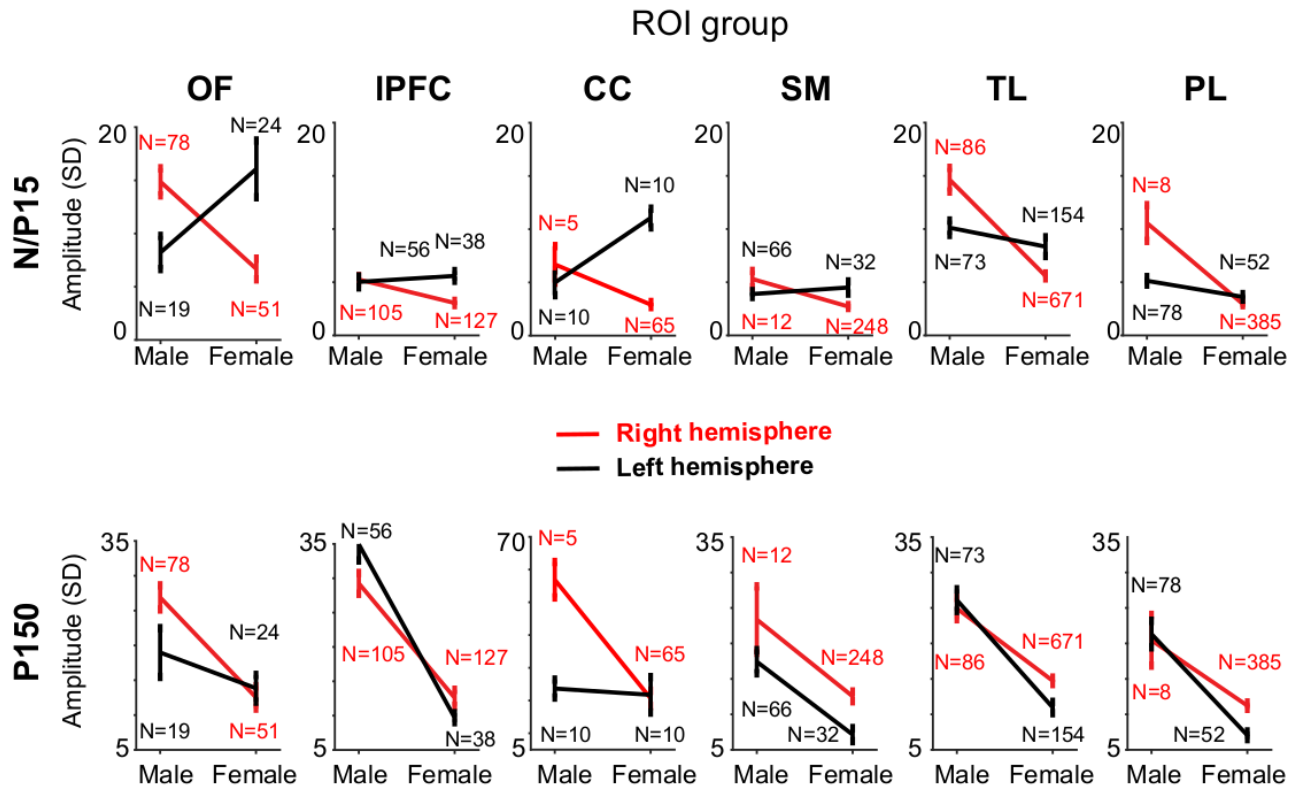 ROI group
OF IPFC CC SM TL PL
N/P15
Amplitude (SD)
20 N=78 N=24 N=19 N=51 0 Male Female
20 N=56 N=38 N=105 N=127 0 Male Female
20 N=5 N=10 N=10 N=65 0 Male Female
20 N=66 N=32 N=12 N=248 0 Male Female
20 N=86 N=154 N=73 N=671 0 Male Female
20 N=8 N=52 N=78 N=385 0 Male Female
Right hemisphere
Left hemisphere
P150
Amplitude (SD)
35 N=78 N=24 N=19 N=51 5 Male Female
35 N=56 N=105 N=127 N=38 5 Male Female
70 N=5 N=65 N=10 N=10 5 Male Female
35 N=12 N=248 N=66 N=32 5 Male Female
35 N=73 N=671 N=86 N=154 5 Male Female
35 N=78 N=385 N=8 N=52 5 Male Female